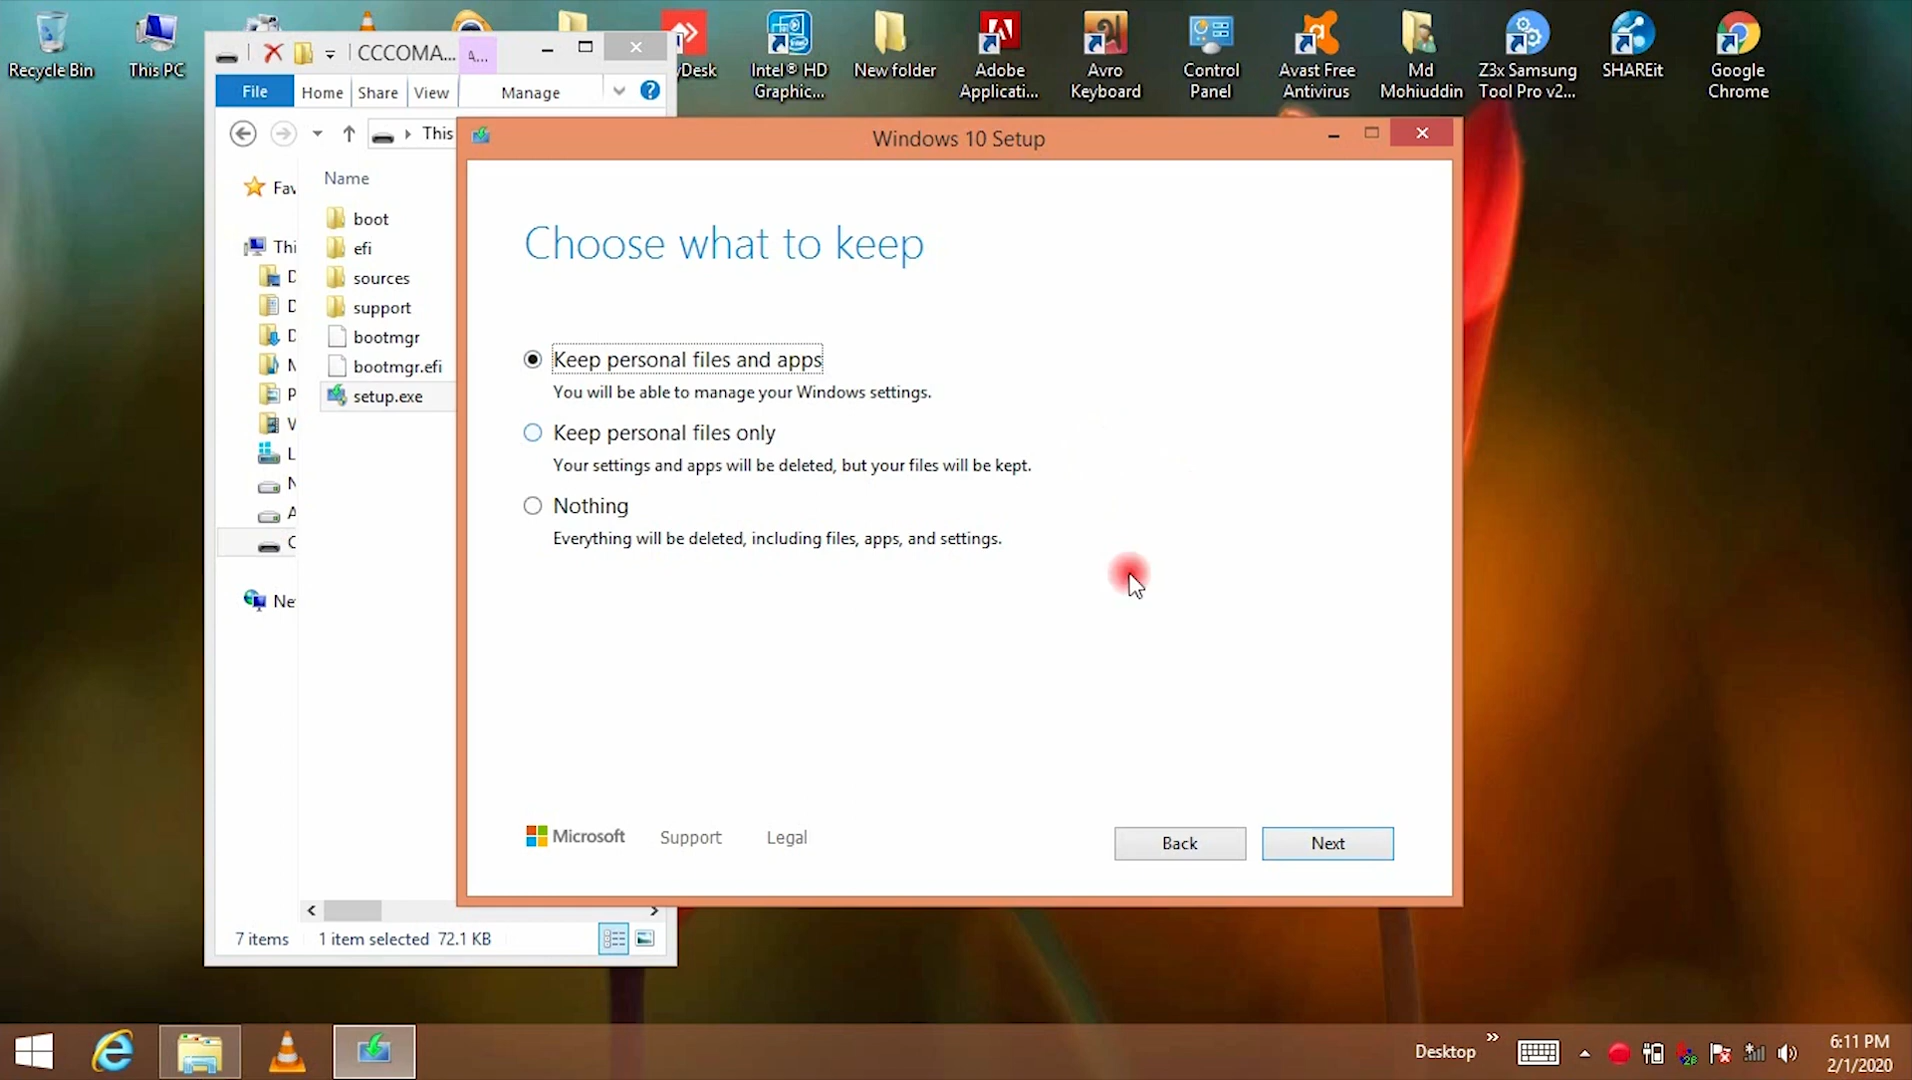 Recycle Bin
This PC
Intel® HD
Graphic...
New folder
Adobe
Applicati...
Avro
Keyboard
Control
Panel
Avast Free
Antivirus
Md
Mohiuddin
Z3x Samsung
Tool Pro v2...
SHAREit
Google
Chrome
CCCOMA...
A...
File
Home
Share
View
Manage
This
Name
Fav
boot
Thi
efi
sources
support
bootmgr
bootmgr.efi
setup.exe
Ne
7 items
1 item selected 72.1 KB
Windows 10 Setup
Choose what to keep
Keep personal files and apps
You will be able to manage your Windows settings.
Keep personal files only
Your settings and apps will be deleted, but your files will be kept.
Nothing
Everything will be deleted, including files, apps, and settings.
Microsoft
Support
Legal
Back
Next
Desktop
6:11 PM
2/1/2020